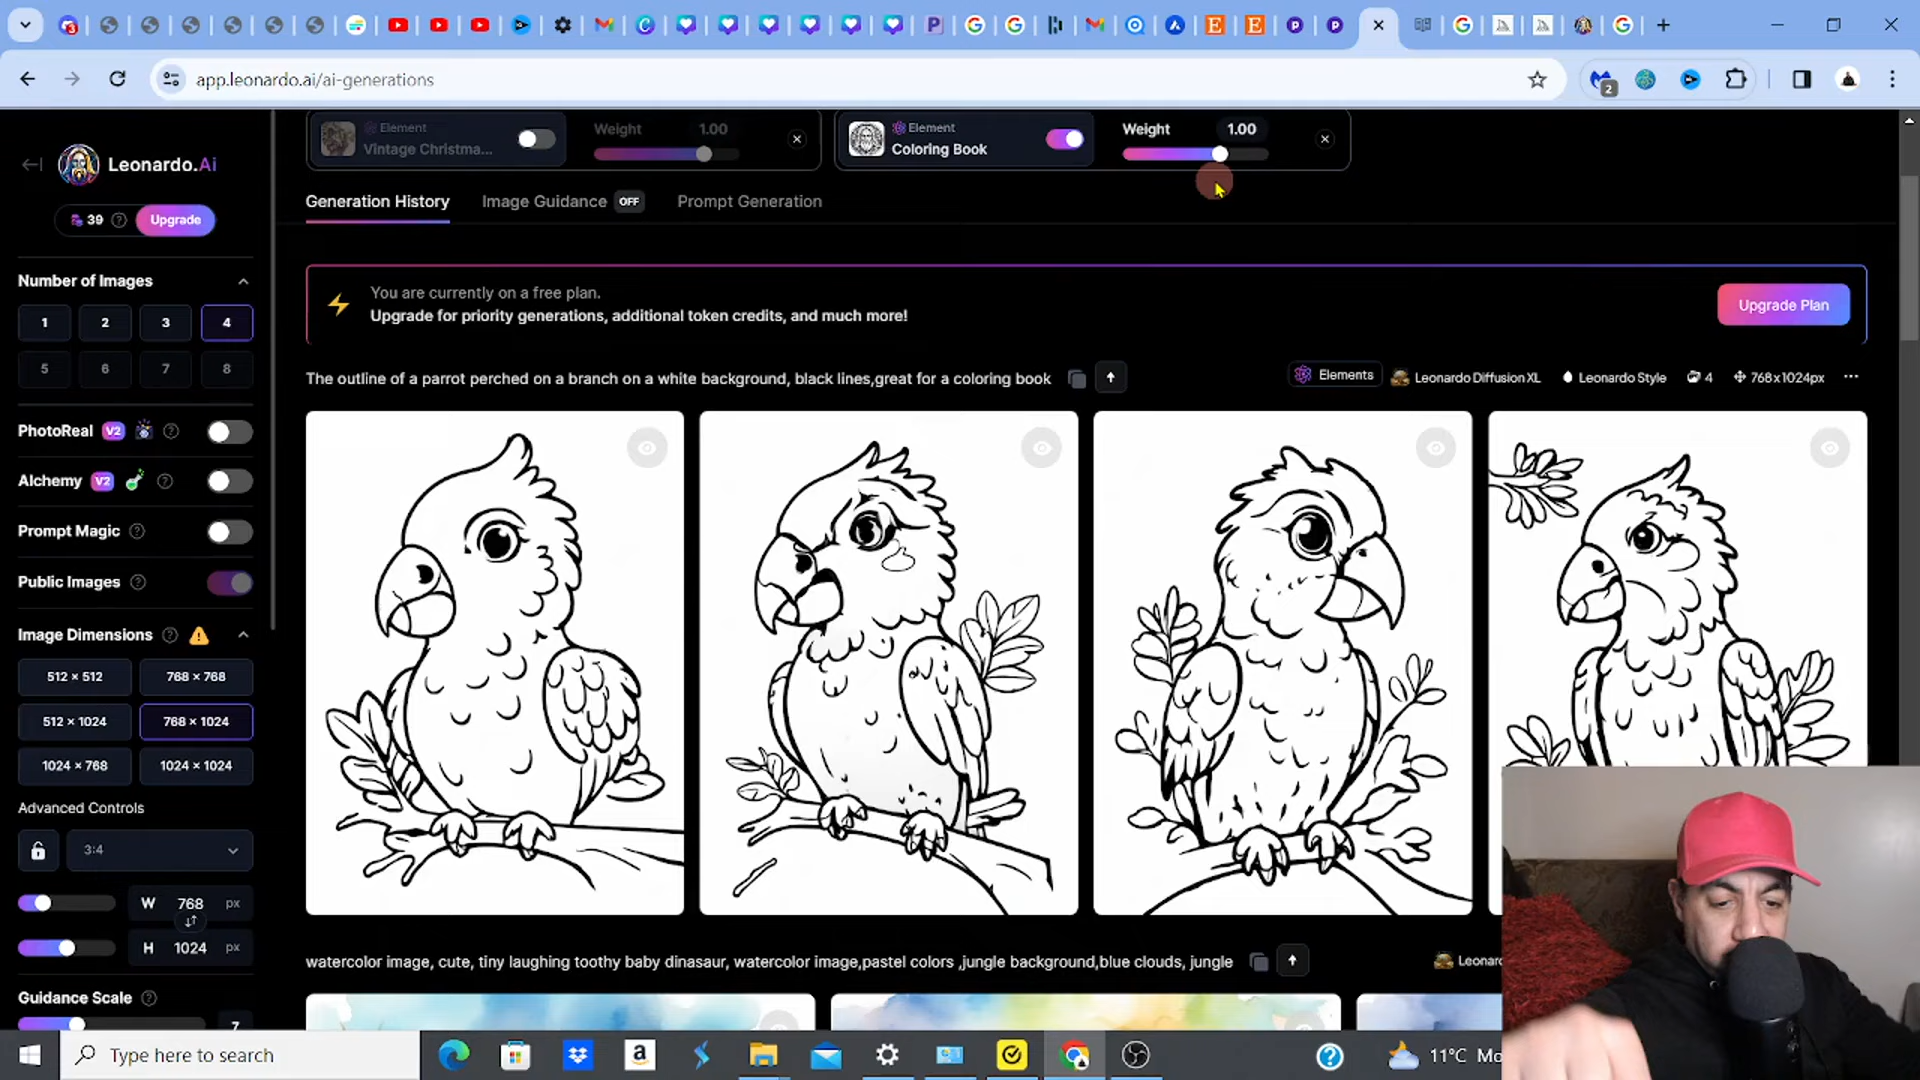 app.leonardo.ai/ai-generations
2
3
Leonardo.Ai
39
Upgrade
Number of Images
1 2 3 4
5 6 7 8
PhotoReal V2
Alchemy V2
Prompt Magic
Public Images
Image Dimensions
512 × 512 768 × 768
512 × 1024 768 × 1024
1024 × 768 1024 × 1024
Advanced Controls
3:4
W 768 px
H 1024 px
Guidance Scale
7
Element
Vintage Christma...
Weight 1.00
Element
Coloring Book
Weight 1.00
Generation History Image Guidance OFF Prompt Generation
You are currently on a free plan.
Upgrade for priority generations, additional token credits, and much more!
Upgrade Plan
The outline of a parrot perched on a branch on a white background, black lines,great for a coloring book
Elements Leonardo Diffusion XL Leonardo Style 4 768x1024px
watercolor image, cute, tiny laughing toothy baby dinasaur, watercolor image,pastel colors ,jungle background,blue clouds, jungle
Leonar
Type here to search
11°C Mo